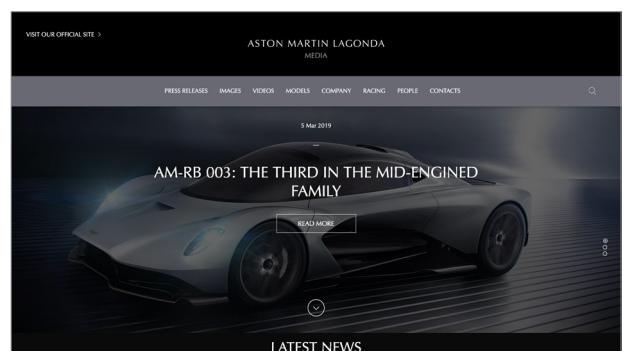 VISIT OUR OFFICIAL SITE >
ASTON MARTIN LAGONDA
MEDIA
PRESS RELEASES IMAGES VIDEOS MODELS COMPANY RACING PEOPLE CONTACTS
5 Mar 2019
AM-RB 003: THE THIRD IN THE MID-ENGINED
FAMILY
READ MORE
LATEST NEWS